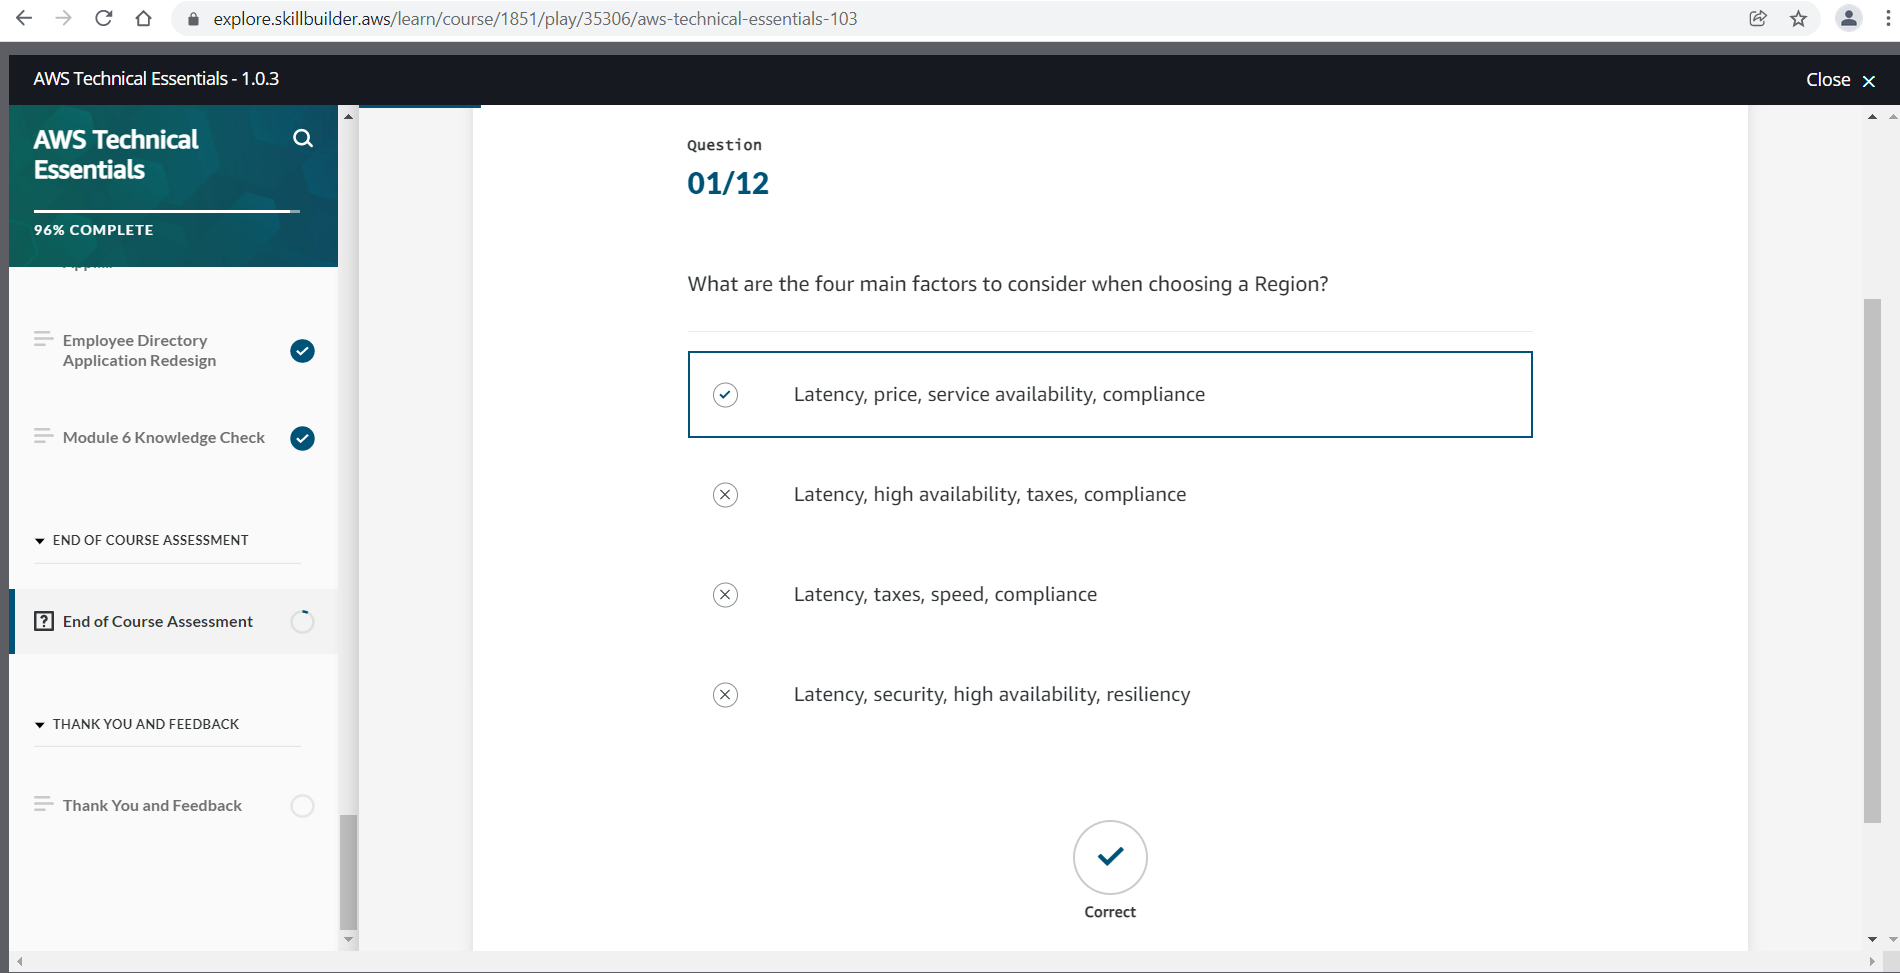 explore.skillbuilder.aws/learn/course/1851/play/35306/aws-technical-essentials-103
AWS Technical Essentials - 1.0.3
Close
AWS Technical
Essentials
96% COMPLETE
Employee Directory
Application Redesign
Module 6 Knowledge Check
END OF COURSE ASSESSMENT
End of Course Assessment
THANK YOU AND FEEDBACK
Thank You and Feedback
Question
01/12
What are the four main factors to consider when choosing a Region?
Latency, price, service availability, compliance
Latency, high availability, taxes, compliance
Latency, taxes, speed, compliance
Latency, security, high availability, resiliency
Correct